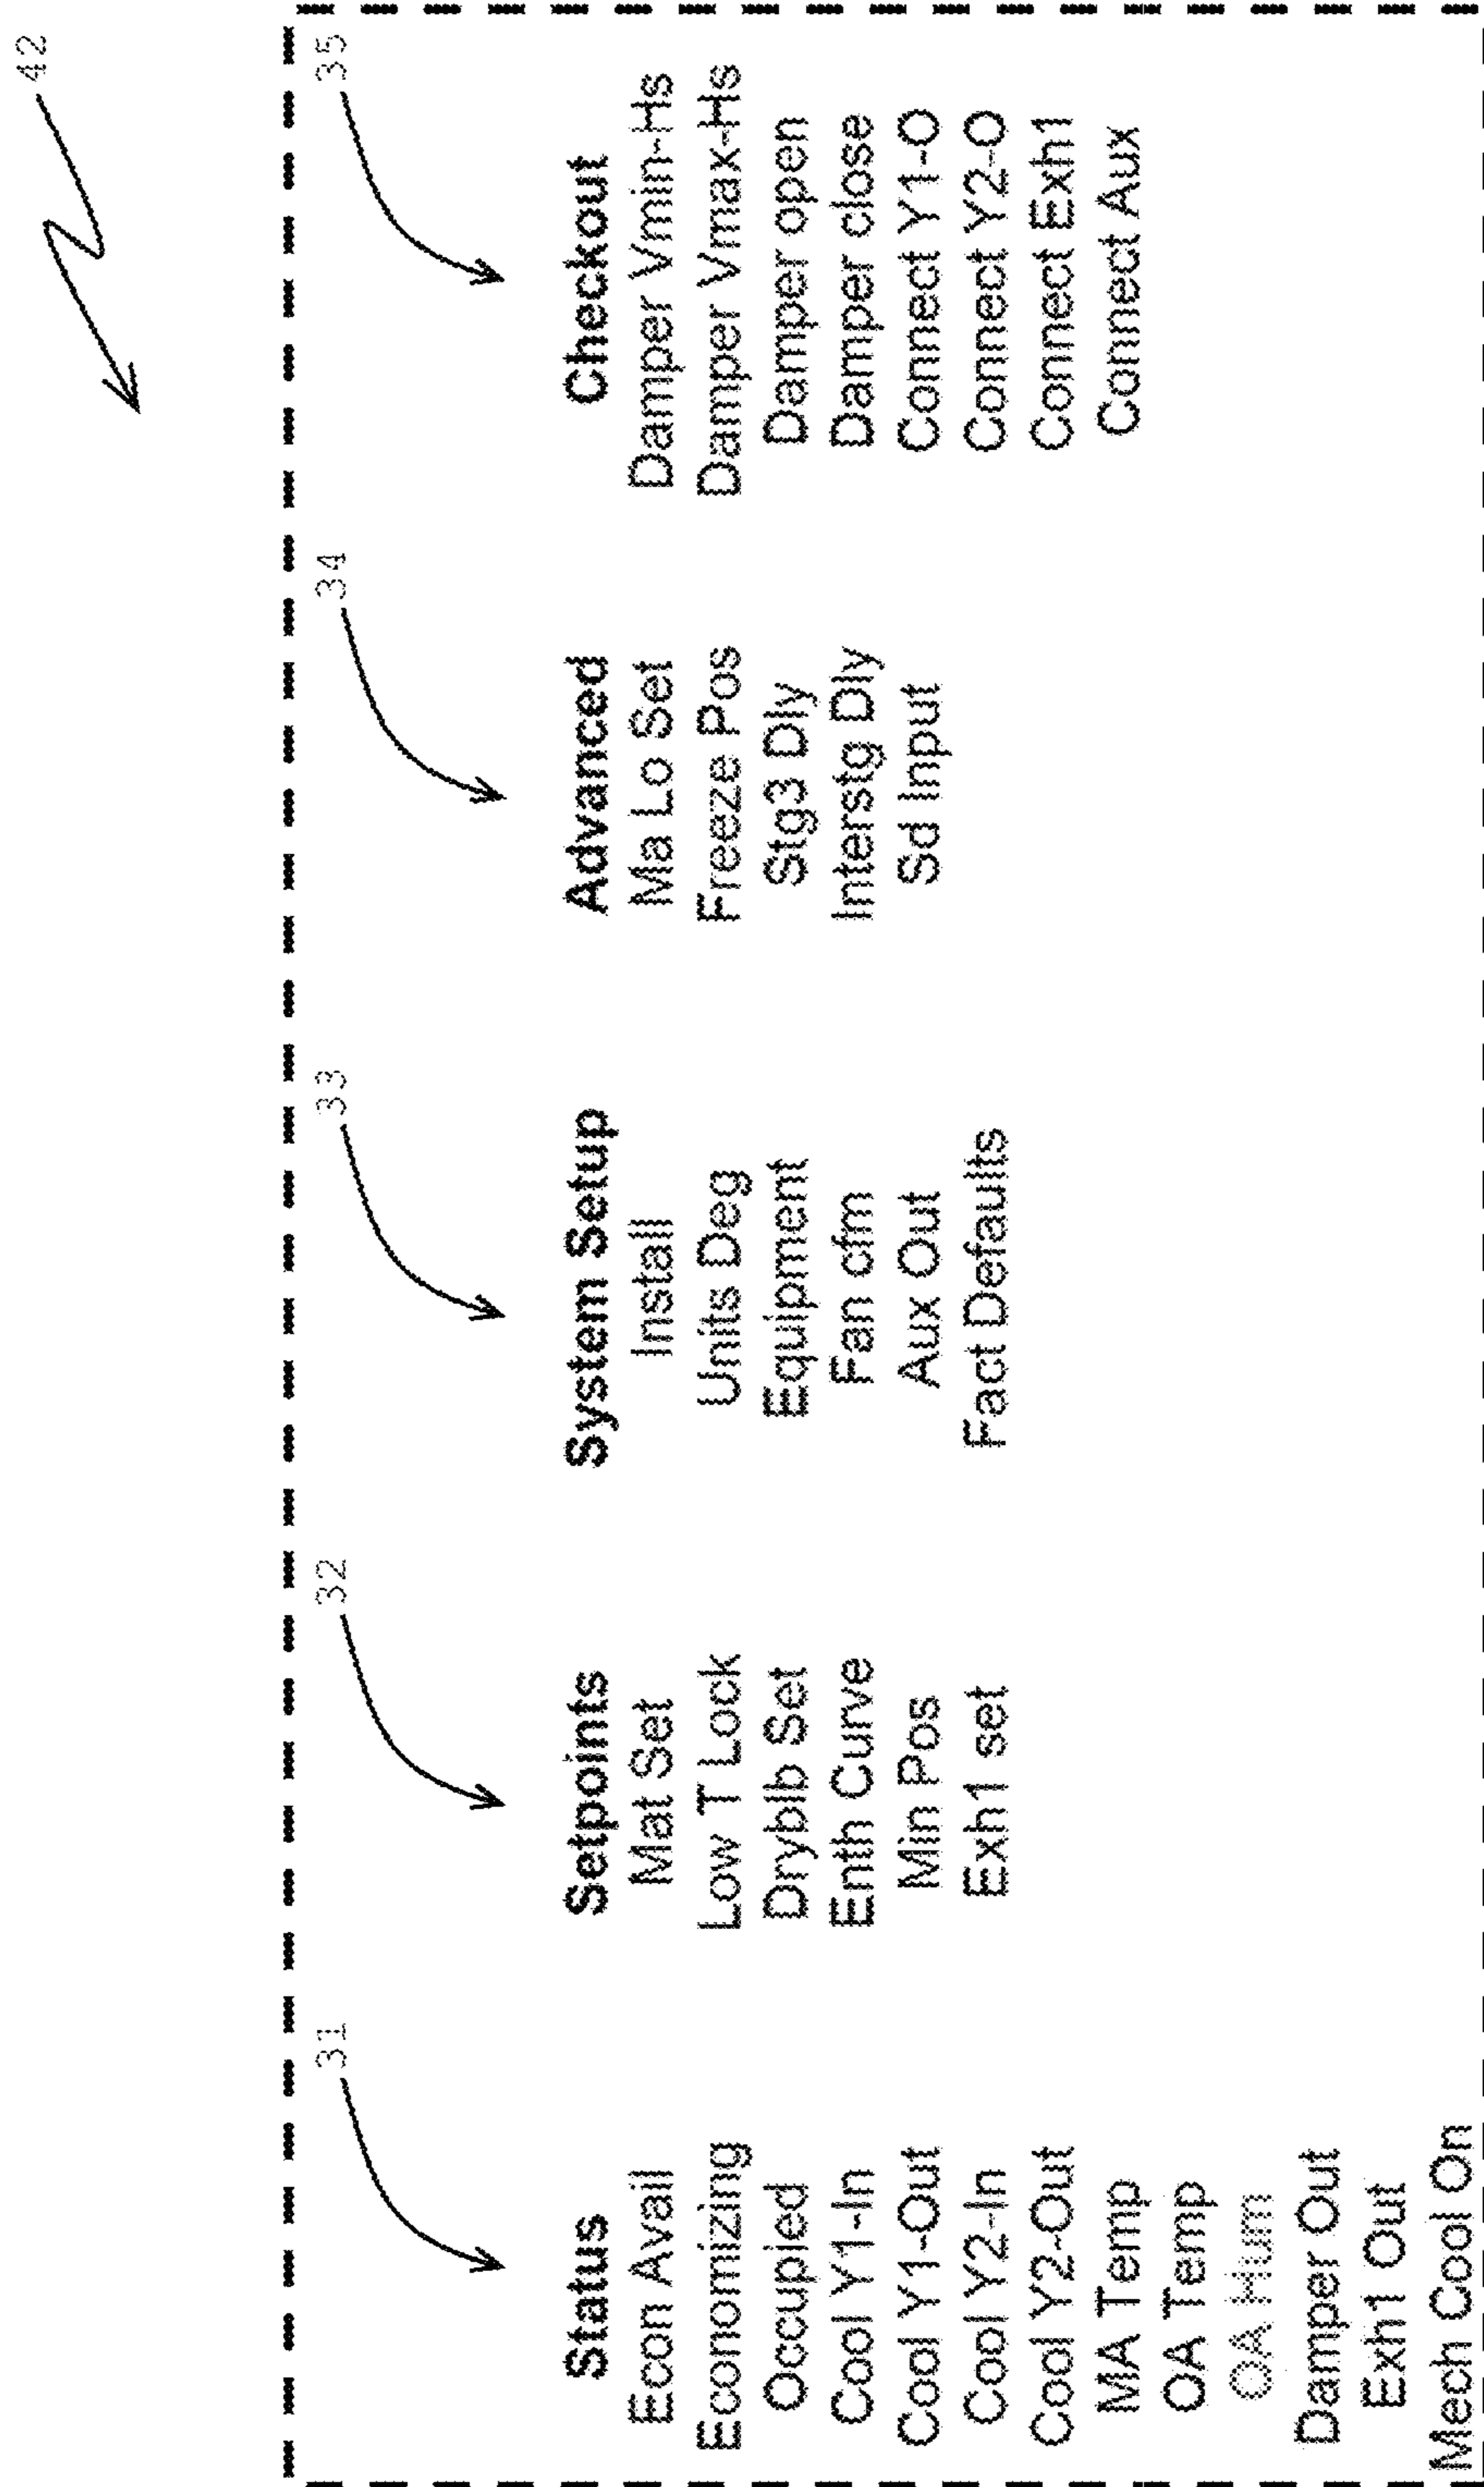 42
31
Status
Econ Avail
Economizing
Occupied
Cool Y1-In
Cool Y1-Out
Cool Y2-In
Cool Y2-Out
MA Temp
OA Temp
OA Hum
Damper Out
Exh1 Out
Mech Cool On
32
Setpoints
Mat Set
Low T Lock
Dryblb Set
Enth Curve
Min Pos
Exh1 set
33
System Setup
Install
Units Deg
Equipment
Fan cfm
Aux Out
Fact Defaults
34
Advanced
Ma Lo Set
Freeze Pos
Stg3 Dly
Interstg Dly
Sd Input
35
Checkout
Damper Vmin-Hs
Damper Vmax-Hs
Damper open
Damper close
Connect Y1-O
Connect Y2-O
Connect Exh1
Connect Aux